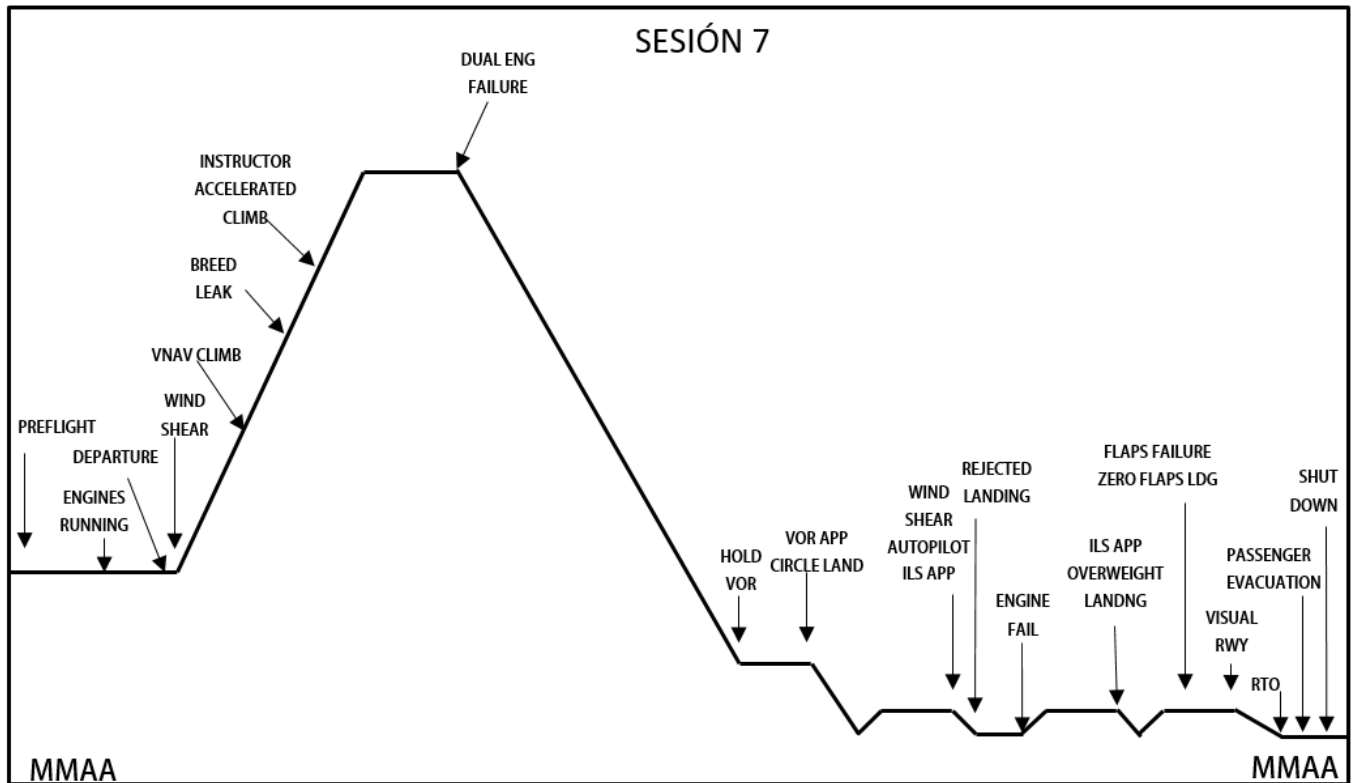 SESIÓN 7
DUAL ENG
FAILURE
INSTRUCTOR
ACCELERATED
CLIMB
BREED
LEAK
VNAV CLIMB
WIND
SHEAR
PREFLIGHT
DEPARTURE
ENGINES
RUNNING
HOLD
VOR
VOR APP
CIRCLE LAND
WIND
SHEAR
AUTOPILOT
ILS APP
REJECTED
LANDING
ENGINE
FAIL
ILS APP
OVERWEIGHT
LANDNG
FLAPS FAILURE
ZERO FLAPS LDG
VISUAL
RWY
RTO
PASSENGER
EVACUATION
SHUT
DOWN
MMAA
MMAA